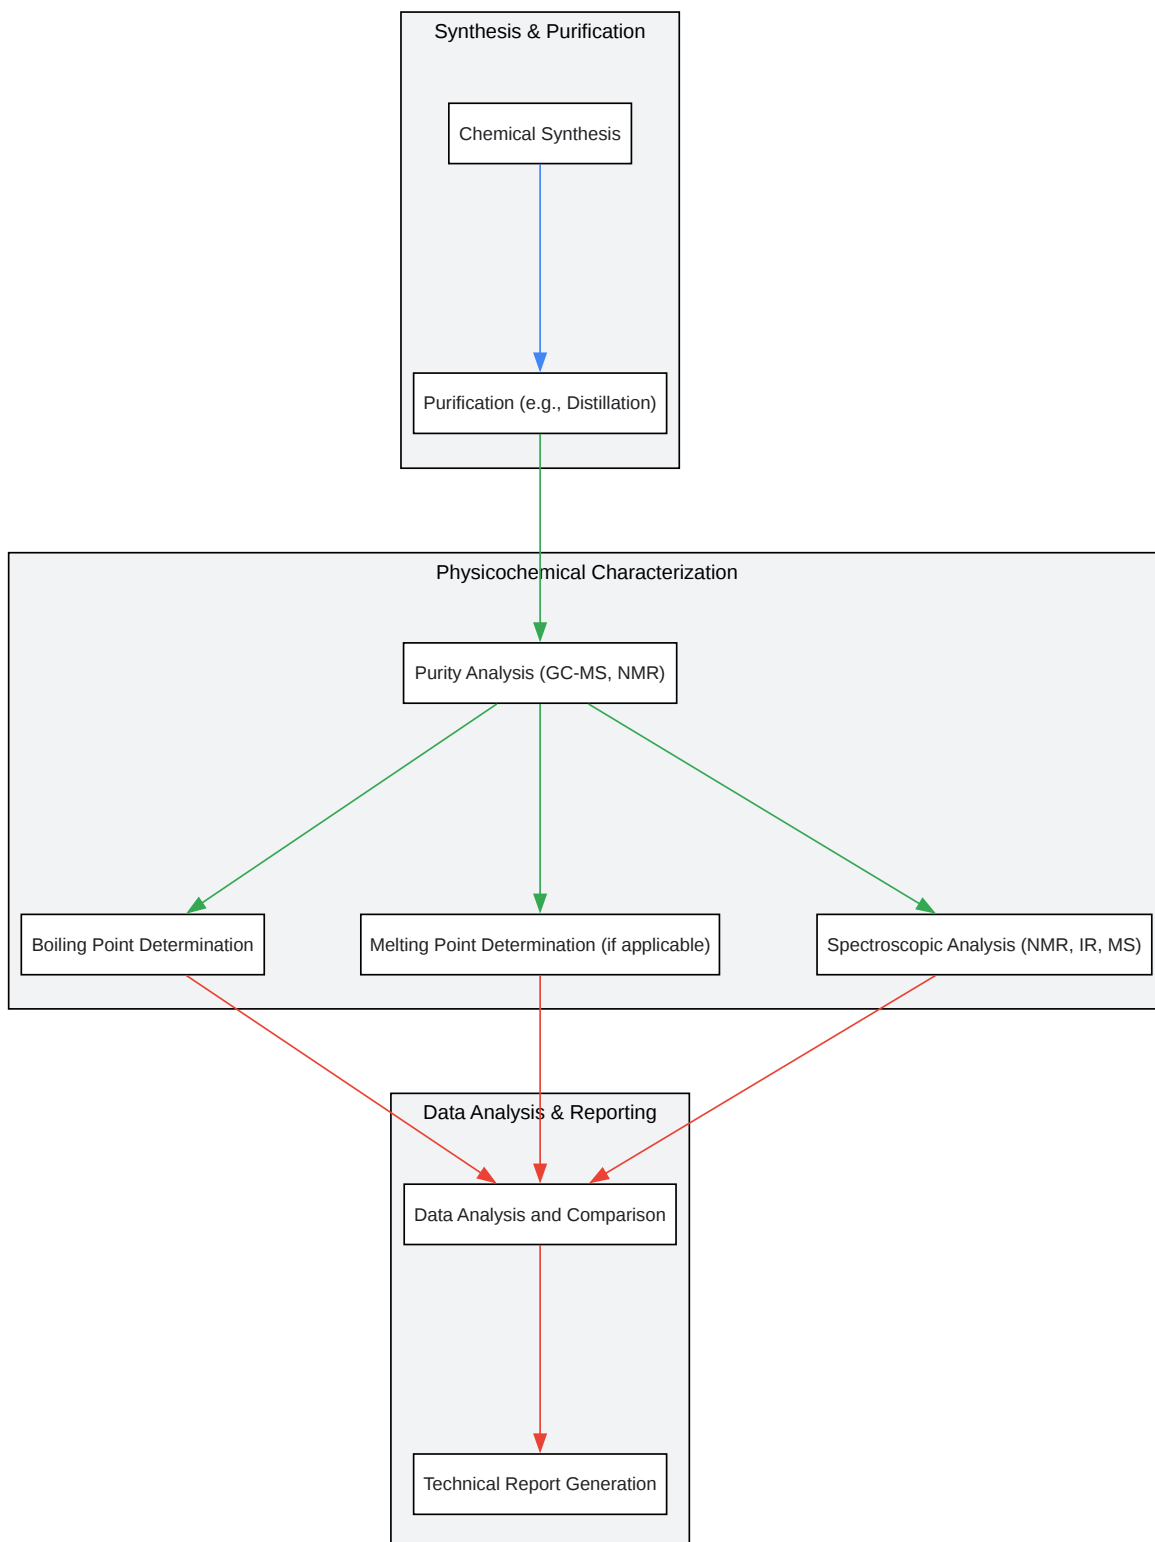 Synthesis & Purification
Chemical Synthesis
Purification (e.g., Distillation)
Physicochemical Characterization
Purity Analysis (GC-MS, NMR)
Boiling Point Determination
Melting Point Determination (if applicable)
Spectroscopic Analysis (NMR, IR, MS)
Data Analysis & Reporting
Data Analysis and Comparison
Technical Report Generation